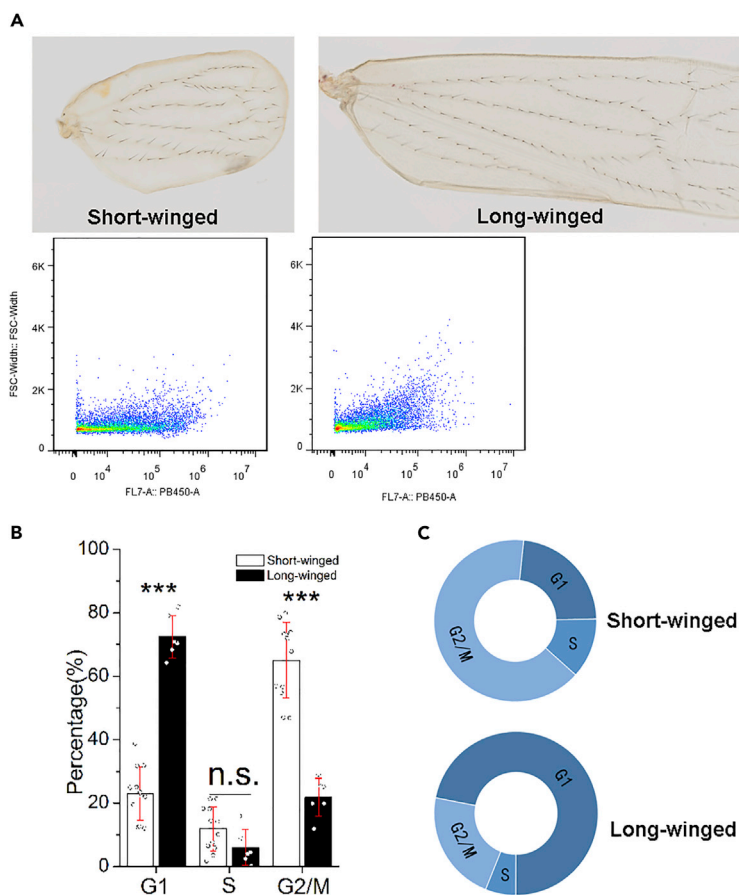 A
Short-winged
Long-winged
6K
4K
2K
0
FSC-Width:: FSC-Width
0
10^4
10^5
10^6
10^7
FL7-A:: PB450-A
6K
4K
2K
0
0
10^4
10^5
10^6
10^7
FL7-A:: PB450-A
B
Short-winged
Long-winged
100
80
60
40
20
0
Percentage(%)
***
n.s.
***
G1
S
G2/M
C
G1
S
G2/M
Short-winged
G1
G2/M
S
Long-winged